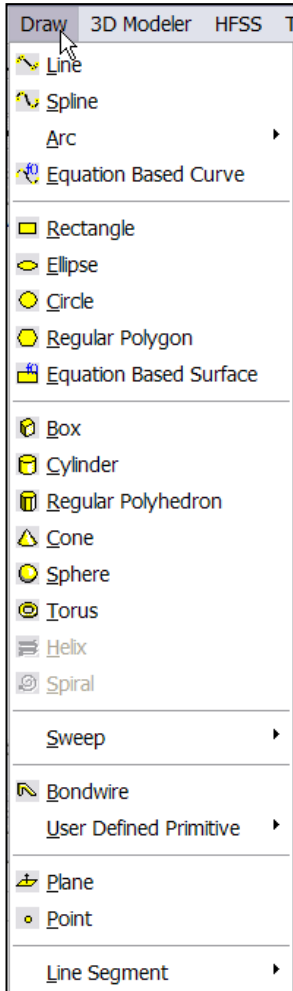 Draw 3D Modeler HFSS T
Line
Spline
Arc
Equation Based Curve
Rectangle
Ellipse
Circle
Regular Polygon
Equation Based Surface
Box
Cylinder
Regular Polyhedron
Cone
Sphere
Torus
Helix
Spiral
Sweep
Bondwire
User Defined Primitive
Plane
Point
Line Segment